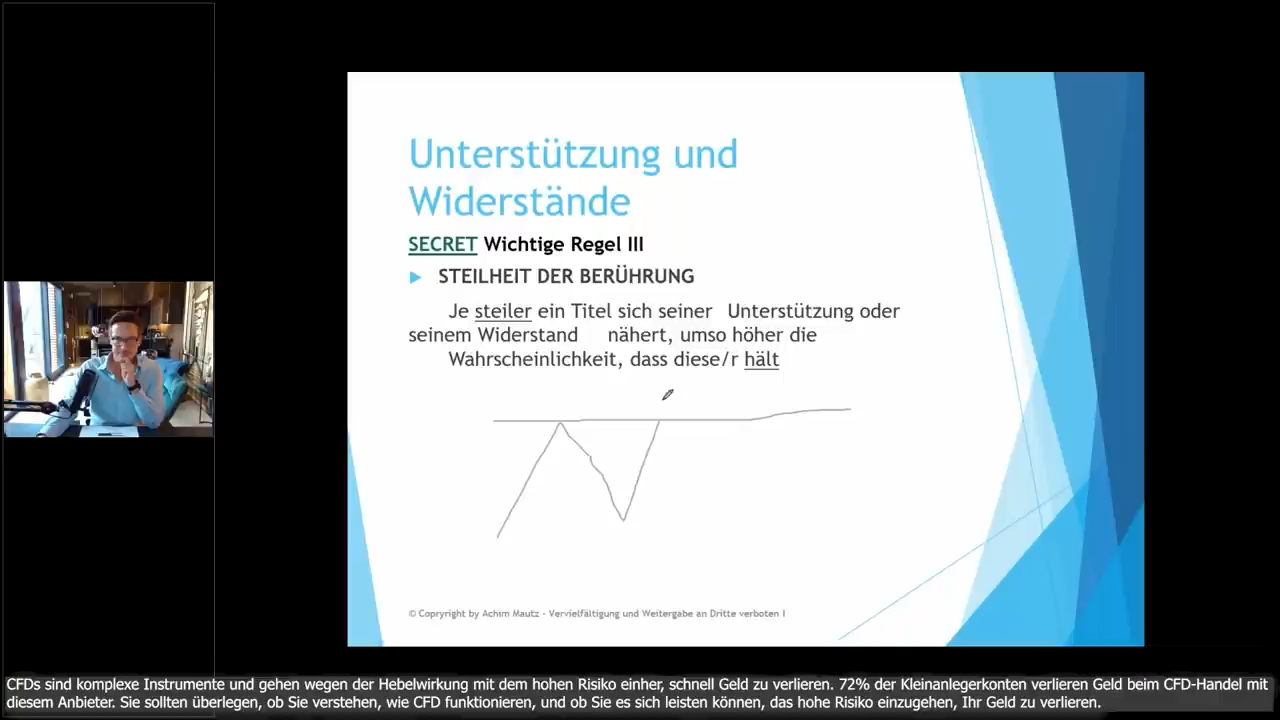 Unterstützung und
Widerstände
SECRET Wichtige Regel III
STEILHEIT DER BERÜHRUNG
Je steiler ein Titel sich seiner Unterstützung oder
seinem Widerstand nähert, umso höher die
Wahrscheinlichkeit, dass diese/r hält
© Copryright by Achim Mautz - Vervielfältigung und Weitergabe an Dritte verboten !
CFDs sind komplexe Instrumente und gehen wegen der Hebelwirkung mit dem hohen Risiko einher, schnell Geld zu verlieren. 72% der Kleinanlegerkonten verlieren Geld beim CFD-Handel mit
diesem Anbieter. Sie sollten überlegen, ob Sie verstehen, wie CFD funktionieren, und ob Sie es sich leisten können, das hohe Risiko einzugehen, Ihr Geld zu verlieren.